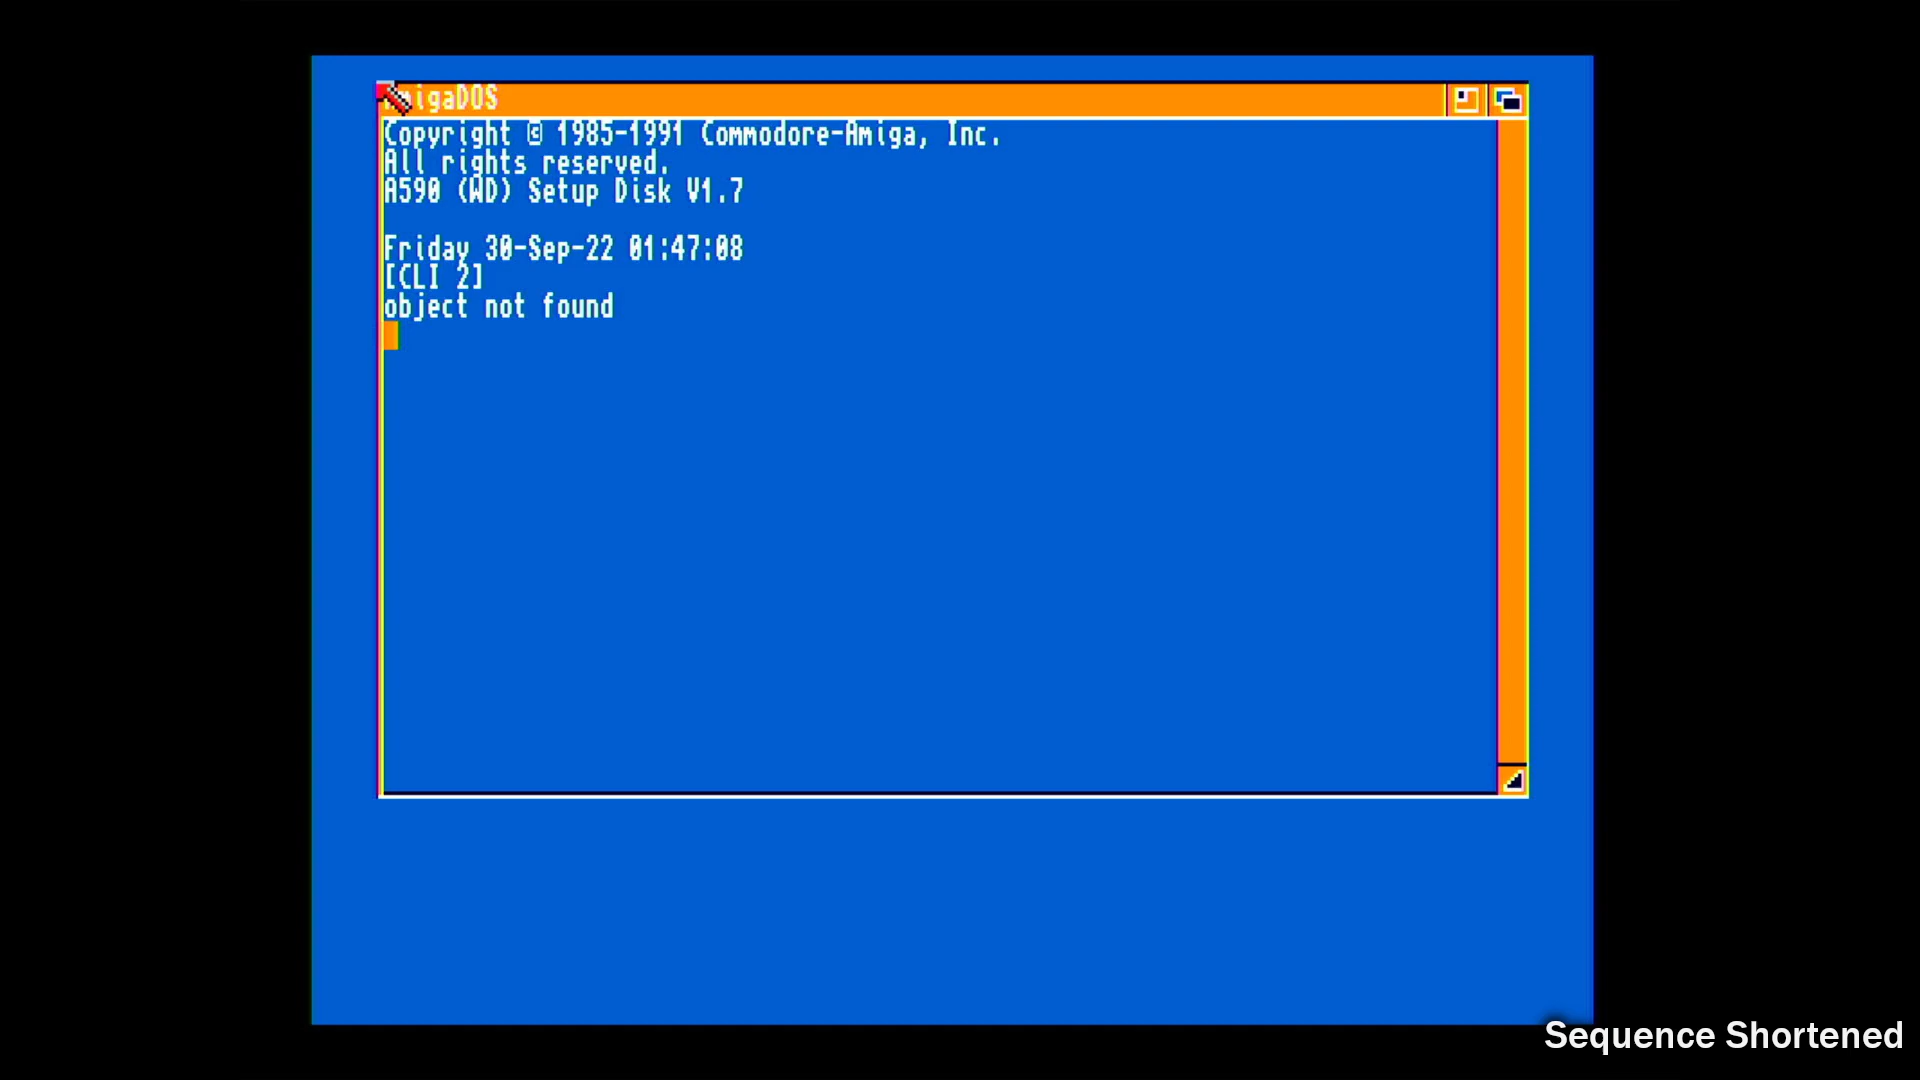 AmigaDOS
Copyright © 1985-1991 Commodore-Amiga, Inc.
All rights reserved.
A590 (WD) Setup Disk V1.7
Friday 30-Sep-22 01:47:08
[CLI 2]
object not found
Sequence Shortened